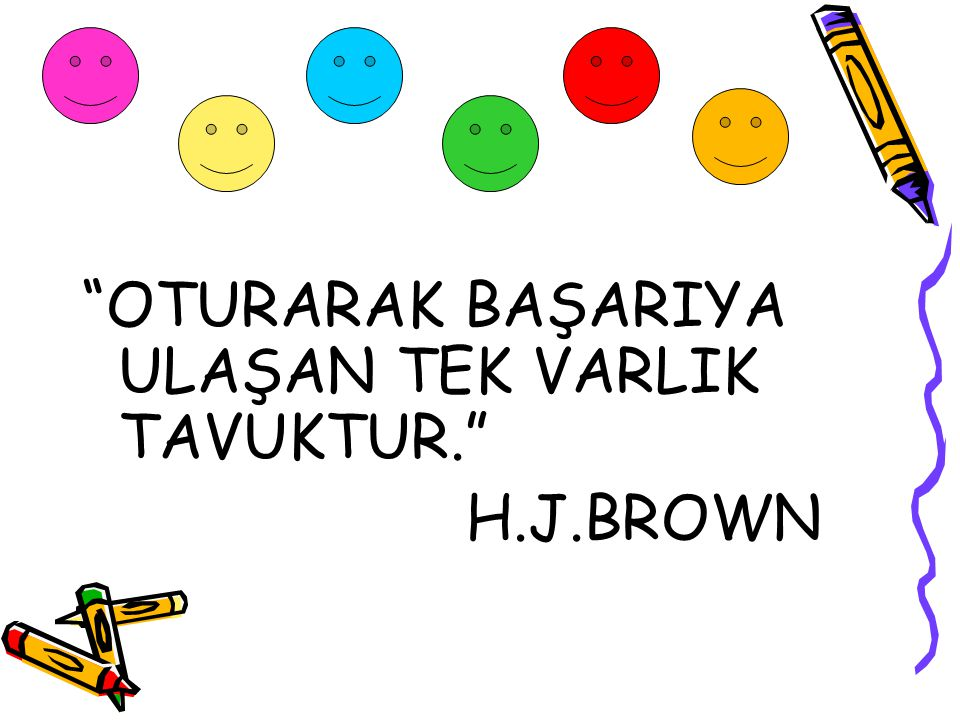 “OTURARAK BAŞARIYA
ULAŞAN TEK VARLIK
TAVUKTUR.”
H.J.BROWN